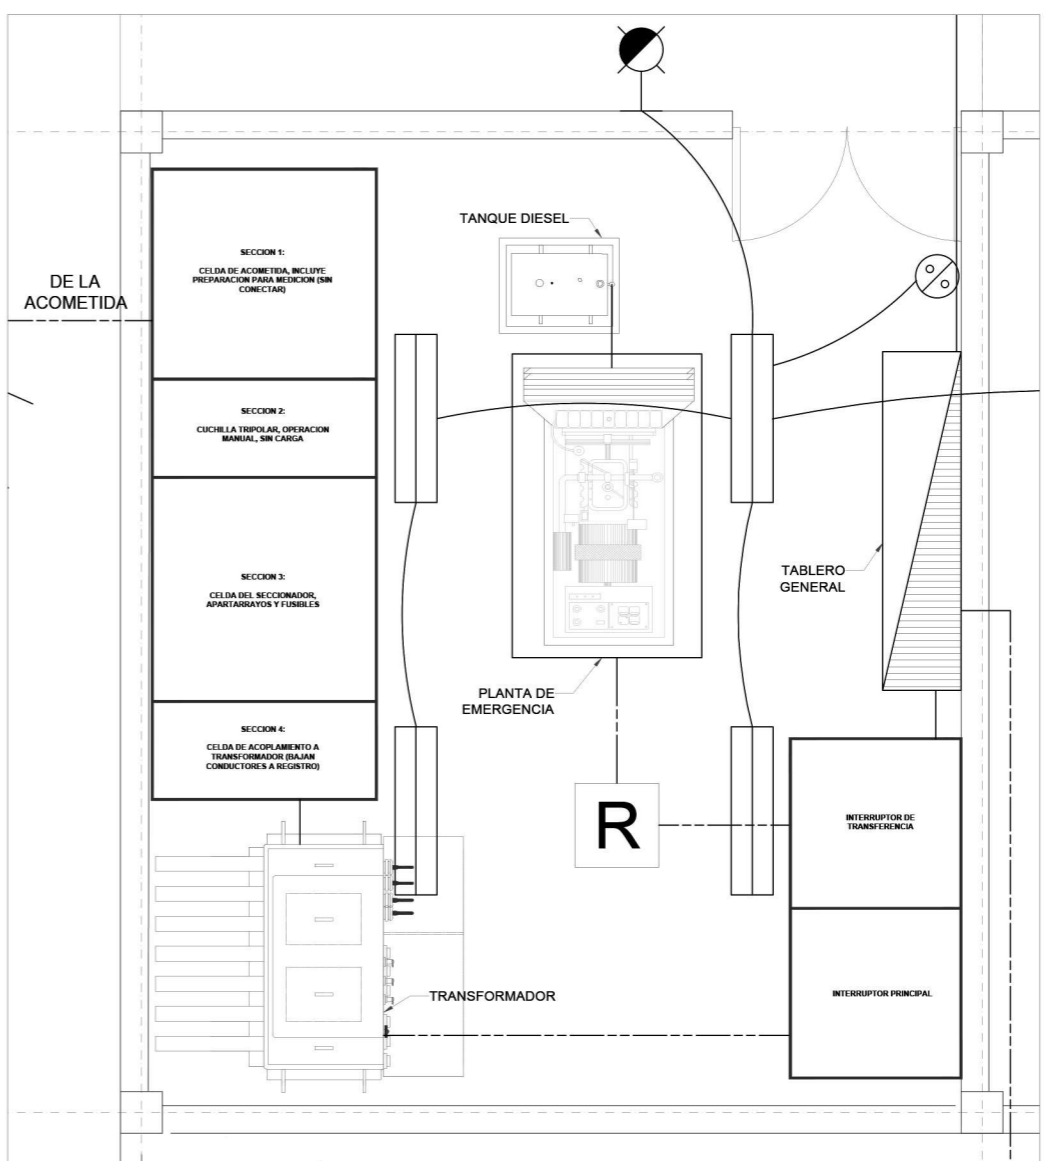 TANQUE DIESEL
SECCION 1:
CELDA DE ACOMETIDA, INCLUYE
PREPARACION PARA MEDICION (SIN
CONECTAR)
DE LA
ACOMETIDA
SECCION 2:
CUCHILLA TRIPOLAR, OPERACION
MANUAL, SIN CARGA
SECCION 3:
CELDA DEL SECCIONADOR,
APARTARRAYOS Y FUSIBLES
TABLERO
GENERAL
PLANTA DE
EMERGENCIA
SECCION 4:
CELDA DE ACOPLAMIENTO A
TRANSFORMADOR (BAJAN
CONDUCTORES A REGISTRO)
R
INTERRUPTOR DE
TRANSFERENCIA
TRANSFORMADOR
INTERRUPTOR PRINCIPAL